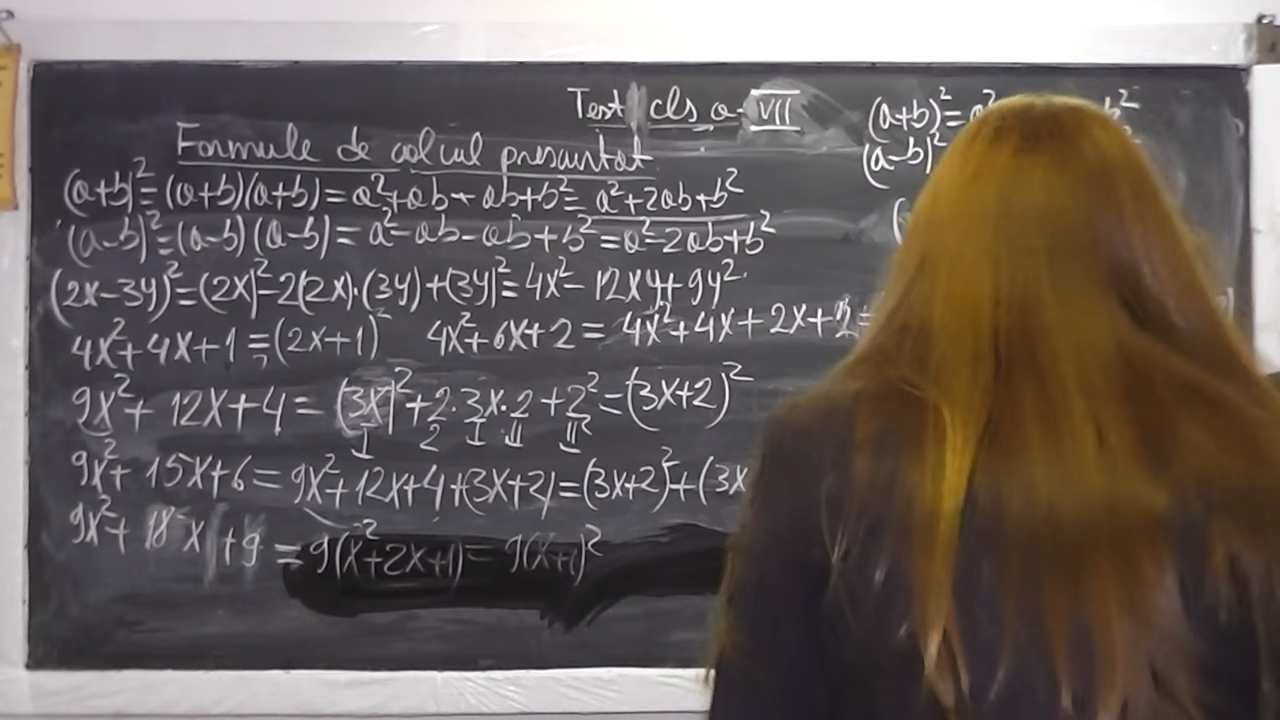 Test cls a-VII
Formule de calcul prescurtat
(a+b)²=(a+b)(a+b)=a²+ab+ab+b²=a²+2ab+b²
(a-b)²=(a-b)(a-b)=a²-ab-ab+b²=a²-2ab+b²
(2x-3y)²=(2x)²-2(2x)·(3y)+(3y)²=4x²-12xy+9y²
4x²+4x+1=(2x+1)² 4x²+6x+2=4x²+4x+2x+2=
9x²+12x+4=(3x)²+2·3x·2+2²=(3x+2)²
I 2 I II II²
9x²+15x+6=9x²+12x+4+(3x+2)=(3x+2)²+(3x
9x²+18x+9=9(x²+2x+1)=9(x+1)²
(a+b)²=a² b²
(a-b)²